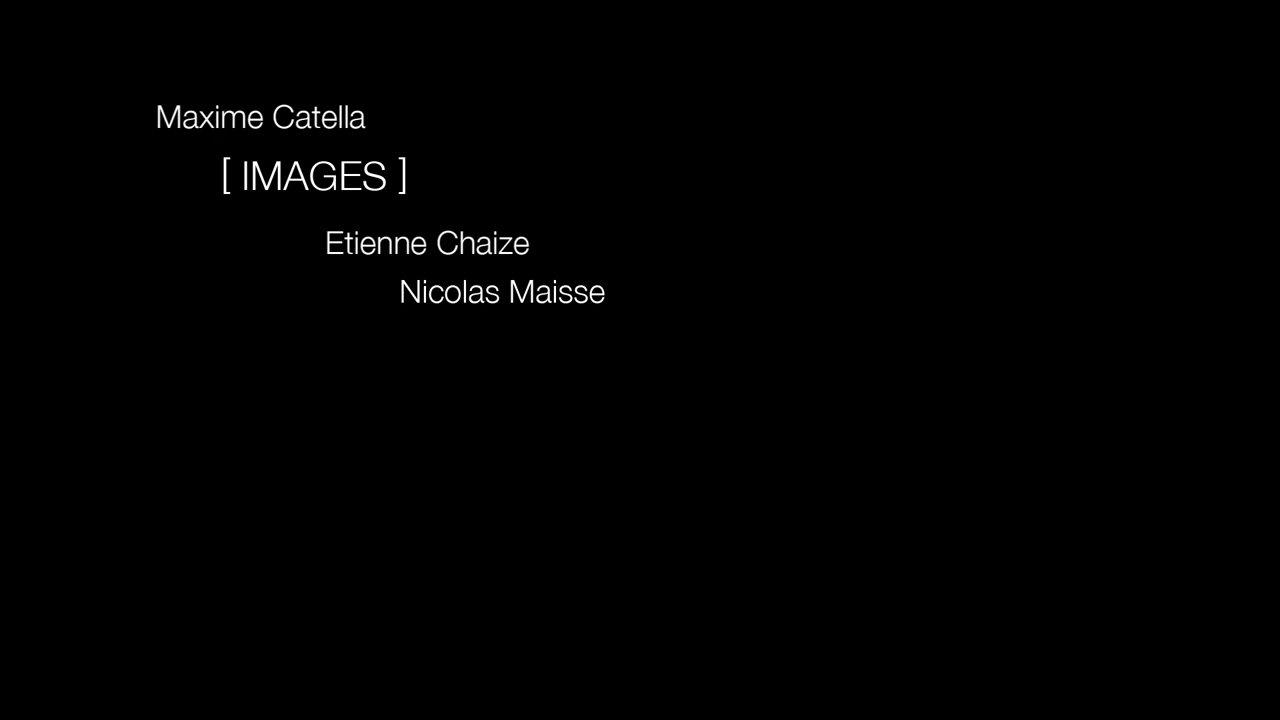 Maxime Catella
[ IMAGES ]
Etienne Chaize
Nicolas Maisse